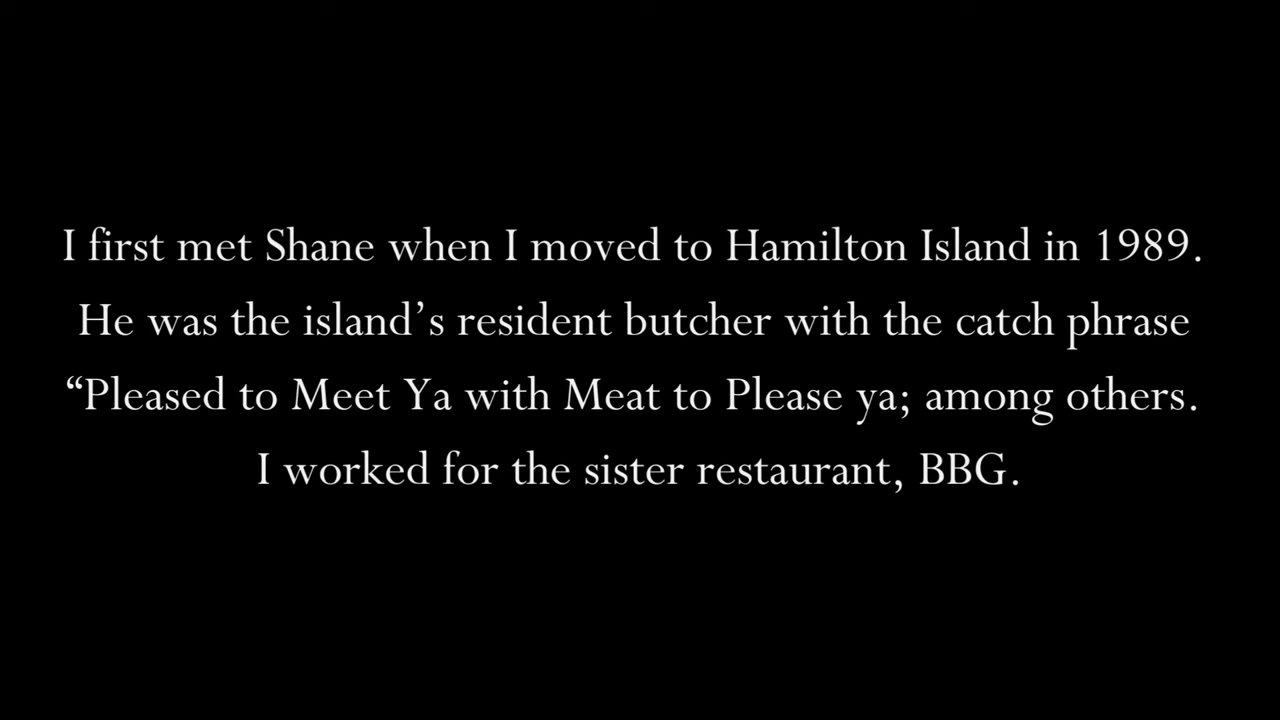 I first met Shane when I moved to Hamilton Island in 1989.
He was the island’s resident butcher with the catch phrase
“Pleased to Meet Ya with Meat to Please ya; among others.
I worked for the sister restaurant, BBG.